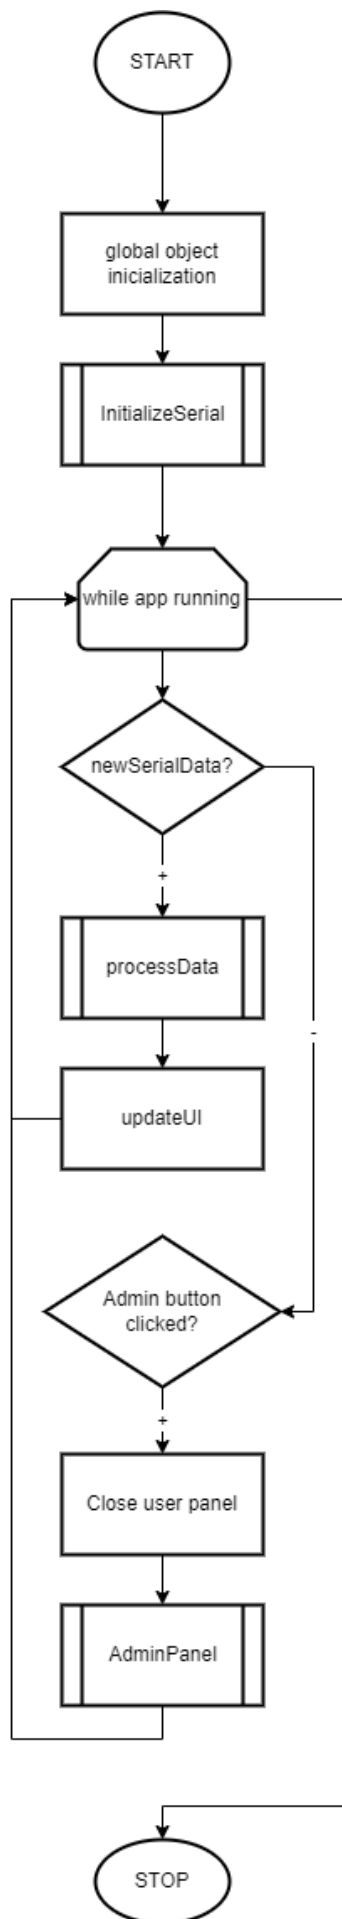 START
global object
inicialization
InitializeSerial
while app running
newSerialData?
+
processData
-
updateUI
Admin button
clicked?
+
Close user panel
AdminPanel
STOP